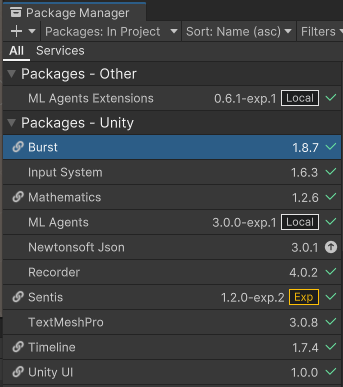 Package Manager
+ ▾ Packages: In Project ▾ Sort: Name (asc) ▾ Filters ▾
All Services
Packages - Other
ML Agents Extensions 0.6.1-exp.1 Local
Packages - Unity
Burst 1.8.7
Input System 1.6.3
Mathematics 1.2.6
ML Agents 3.0.0-exp.1 Local
Newtonsoft Json 3.0.1
Recorder 4.0.2
Sentis 1.2.0-exp.2 Exp
TextMeshPro 3.0.8
Timeline 1.7.4
Unity UI 1.0.0